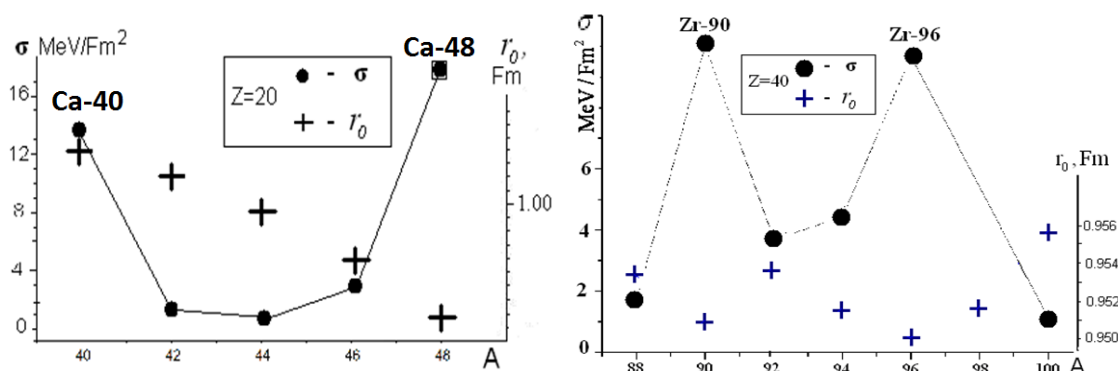 σ MeV/Fm²
Ca-48
r₀,
Fm
Ca-40
- σ
Z=20
- r₀
16
12
8
4
0
1.00
40 42 44 46 48 A
σ
MeV/Fm²
Zr-90
Zr-96
- σ
Z=40
- r₀
6
4
2
0
r₀, Fm
0.956
0.954
0.952
0.950
88 90 92 94 96 98 100 A